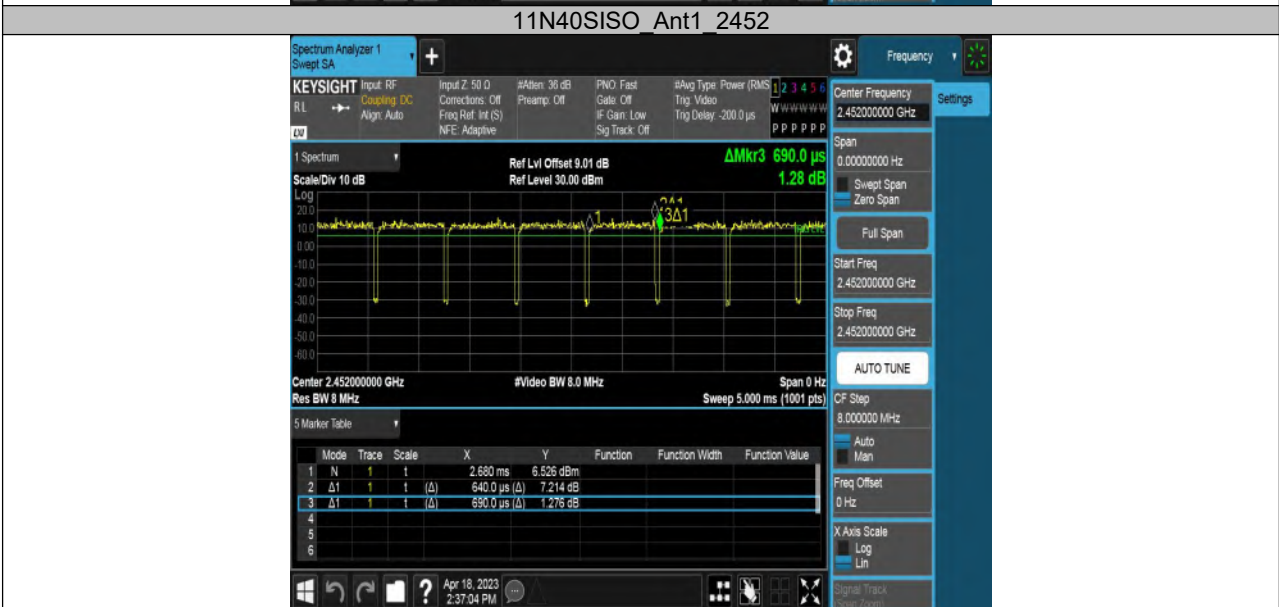 11N40SISO_Ant1_2452
Spectrum Analyzer 1
Swept SA
+
Frequency
KEYSIGHT Input: RF
RL
Coupling: DC
Align: Auto
LXI
Input Z: 50 Ω
Corrections: Off
Freq Ref: Int (S)
NFE: Adaptive
#Atten: 36 dB
Preamp: Off
PNO: Fast
Gate: Off
IF Gain: Low
Sig Track: Off
#Avg Type: Power (RMS
Trig: Video
Trig Delay: -200.0 µs
1 2 3 4 5 6
W W W W W W
P P P P P P
Center Frequency
2.452000000 GHz
Settings
Span
0.00000000 Hz
Swept Span
Zero Span
Full Span
Start Freq
2.452000000 GHz
Stop Freq
2.452000000 GHz
AUTO TUNE
CF Step
8.000000 MHz
Auto
Man
Freq Offset
0 Hz
X Axis Scale
Log
Lin
Signal Track
(Span Zoom)
1 Spectrum
Scale/Div 10 dB
Ref Lvl Offset 9.01 dB
Ref Level 30.00 dBm
ΔMkr3 690.0 µs
1.28 dB
Log
20.0
10.0
0.00
-10.0
-20.0
-30.0
-40.0
-50.0
-60.0
1
3Δ1
Center 2.452000000 GHz
#Video BW 8.0 MHz
Span 0 Hz
Res BW 8 MHz
Sweep 5.000 ms (1001 pts)
5 Marker Table
Mode Trace Scale X Y Function Function Width Function Value
1 N 1 t 2.680 ms 6.526 dBm
2 Δ1 1 t (Δ) 640.0 µs (Δ) 7.214 dB
3 Δ1 1 t (Δ) 690.0 µs (Δ) 1.276 dB
4
5
6
?
Apr 18, 2023
2:37:04 PM